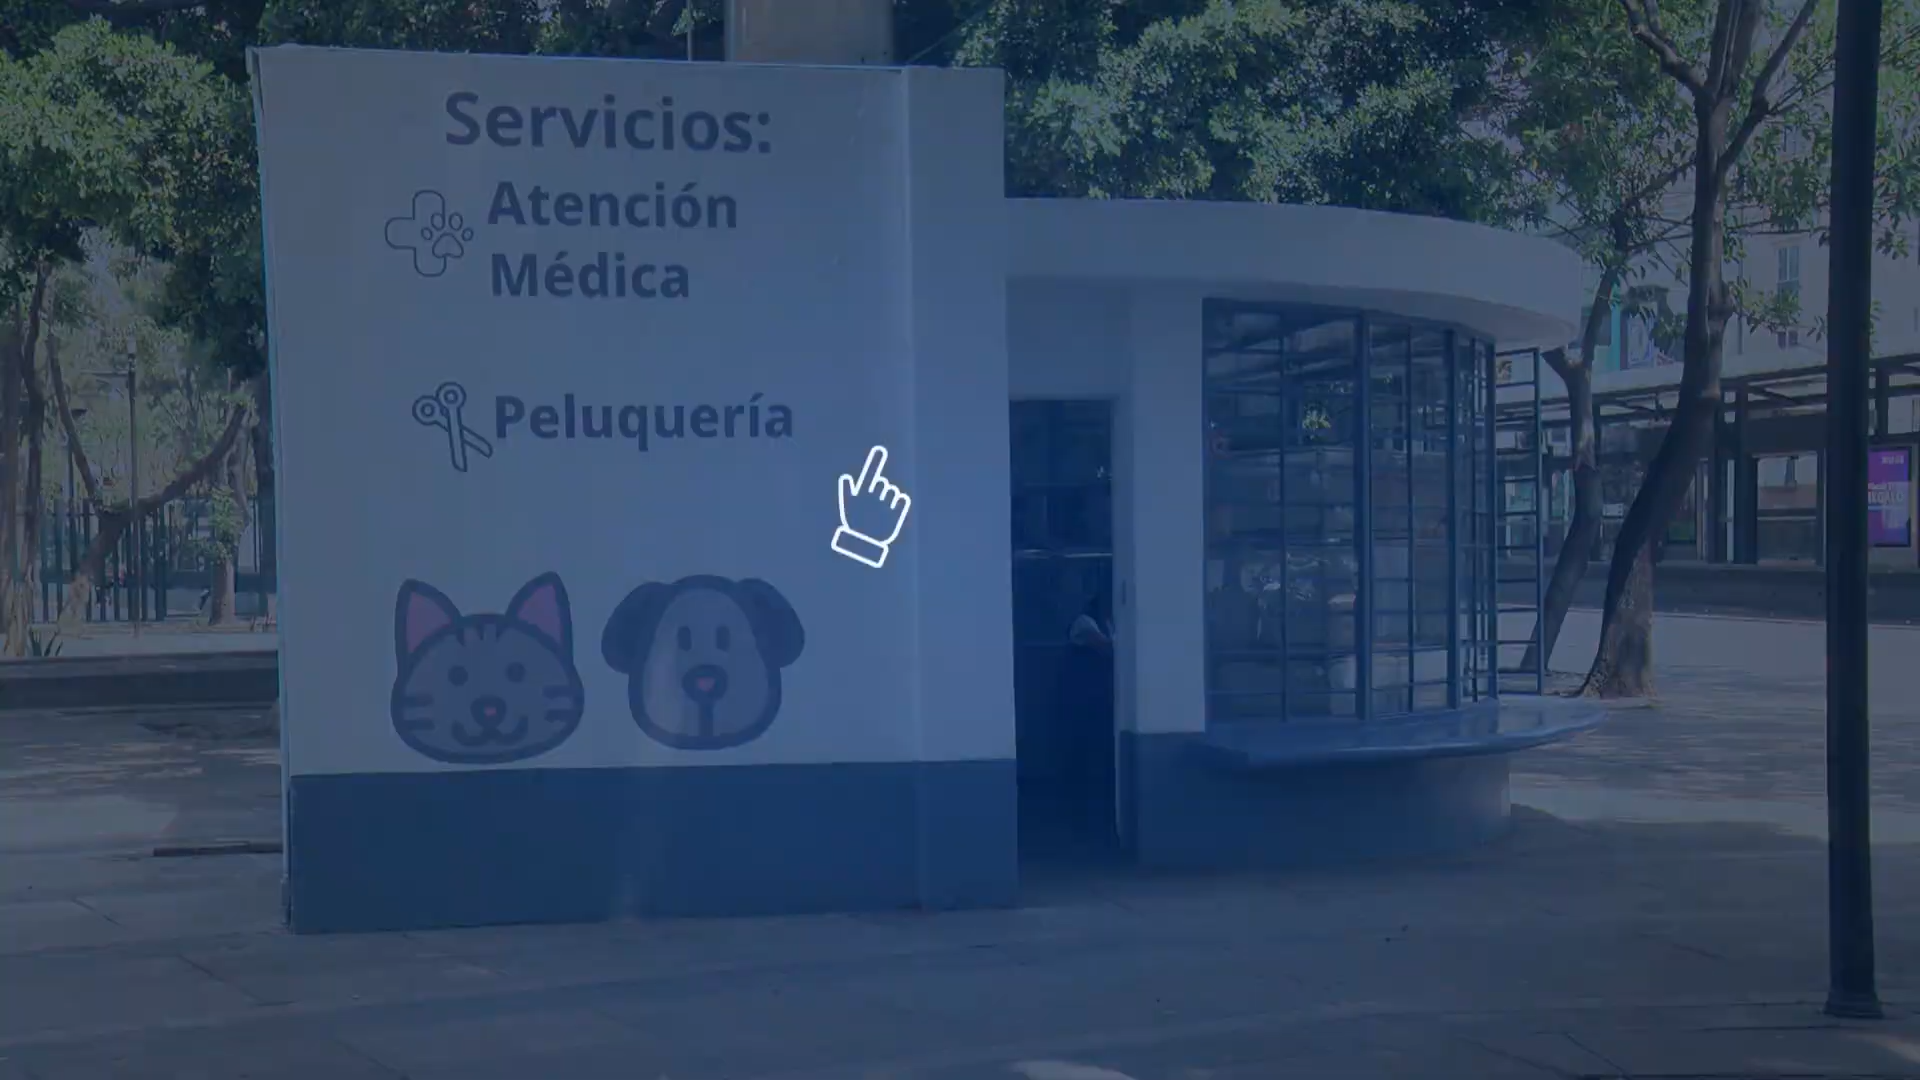 Servicios:
Atención
Médica
Peluquería